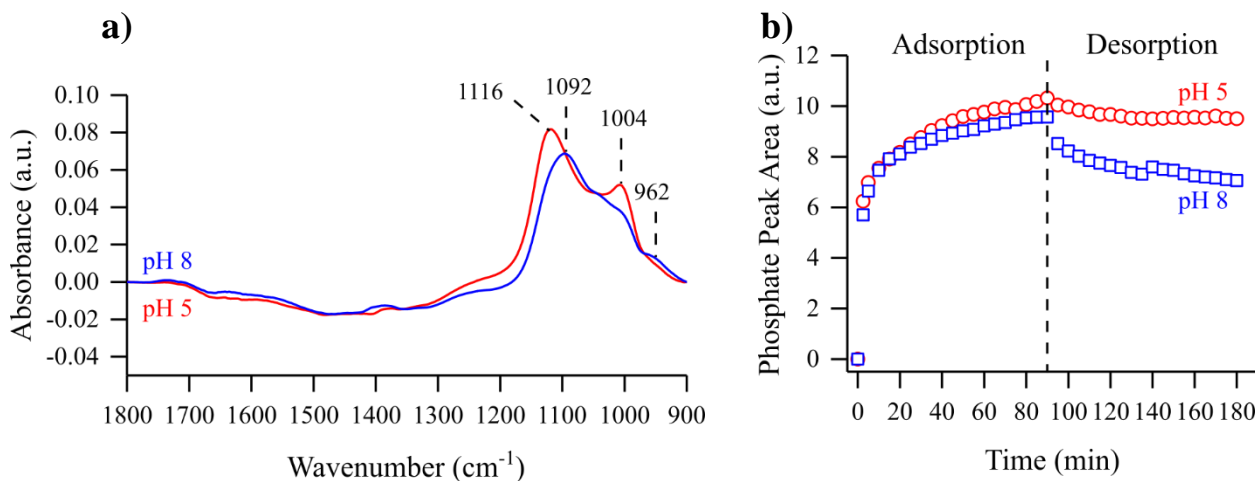 a)
1116
1092
1004
962
0.10
0.08
0.06
0.04
0.02
0.00
-0.02
-0.04
Absorbance (a.u.)
pH 8
pH 5
1800 1700 1600 1500 1400 1300 1200 1100 1000 900
Wavenumber (cm⁻¹)
b)
Adsorption Desorption
12
10
8
6
4
2
0
Phosphate Peak Area (a.u.)
pH 5
pH 8
0 20 40 60 80 100 120 140 160 180
Time (min)